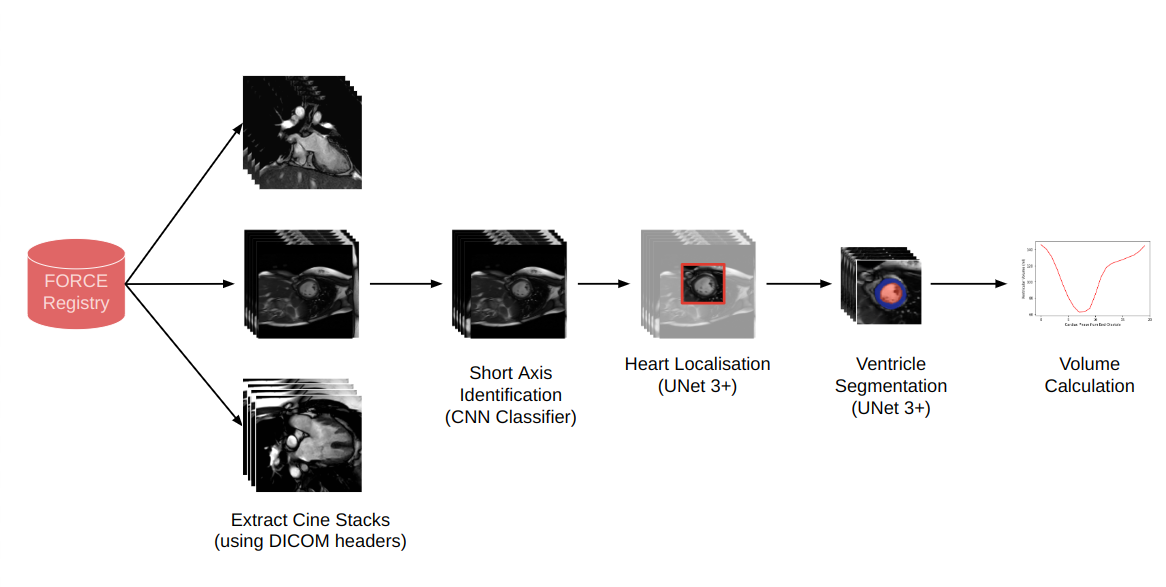 FORCE
Registry
Extract Cine Stacks
(using DICOM headers)
Short Axis
Identification
(CNN Classifier)
Heart Localisation
(UNet 3+)
Ventricle
Segmentation
(UNet 3+)
Volume
Calculation